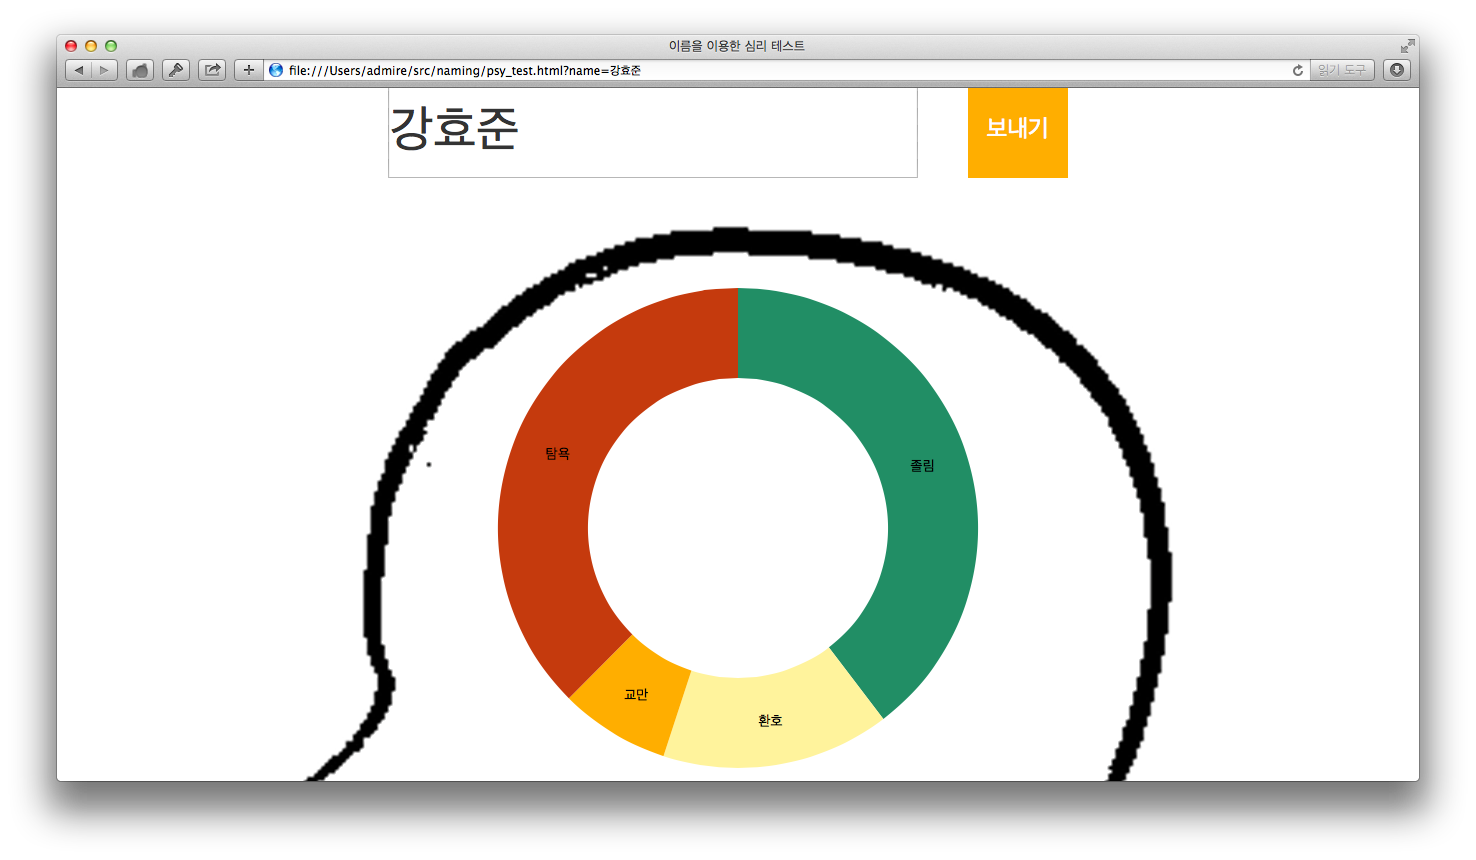 이름을 이용한 심리 테스트
file:///Users/admire/src/naming/psy_test.html?name=강효준
읽기 도구
강효준
보내기
탐욕
졸림
교만
환호